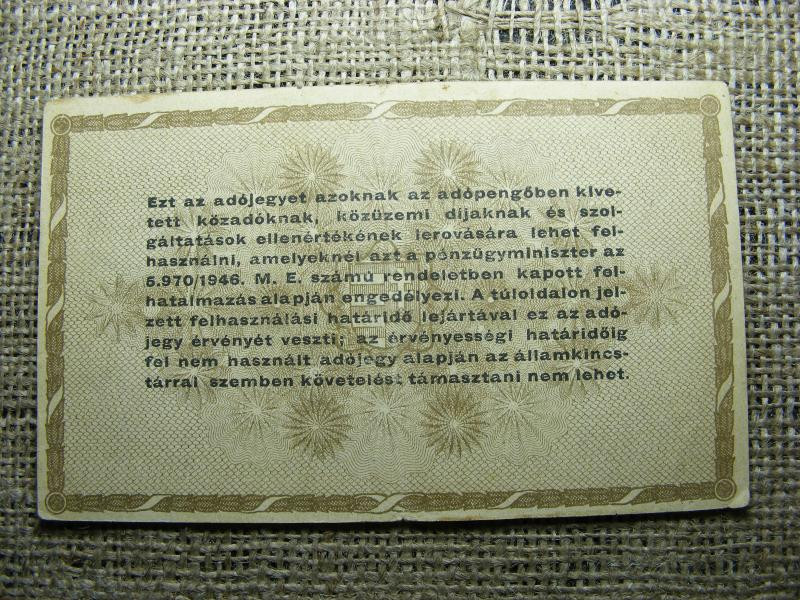 Ezt az adójegyet azoknak az adópengőben kive-
tett közadóknak, közüzemi díjaknak és szol-
gáltatások ellenértékének lerovására lehet fel-
használni, amelyeknél azt a pénzügyminiszter az
5.970/1946. M. E. számú rendeletben kapott fel-
hatalmazás alapján engedélyezi. A túloldalon jel-
zett felhasználási határidő lejártával ez az adó-
jegy érvényét veszti; az érvényességi határidőig
fel nem használt adójegy alapján az államkincs-
tárral szemben követelést támasztani nem lehet.